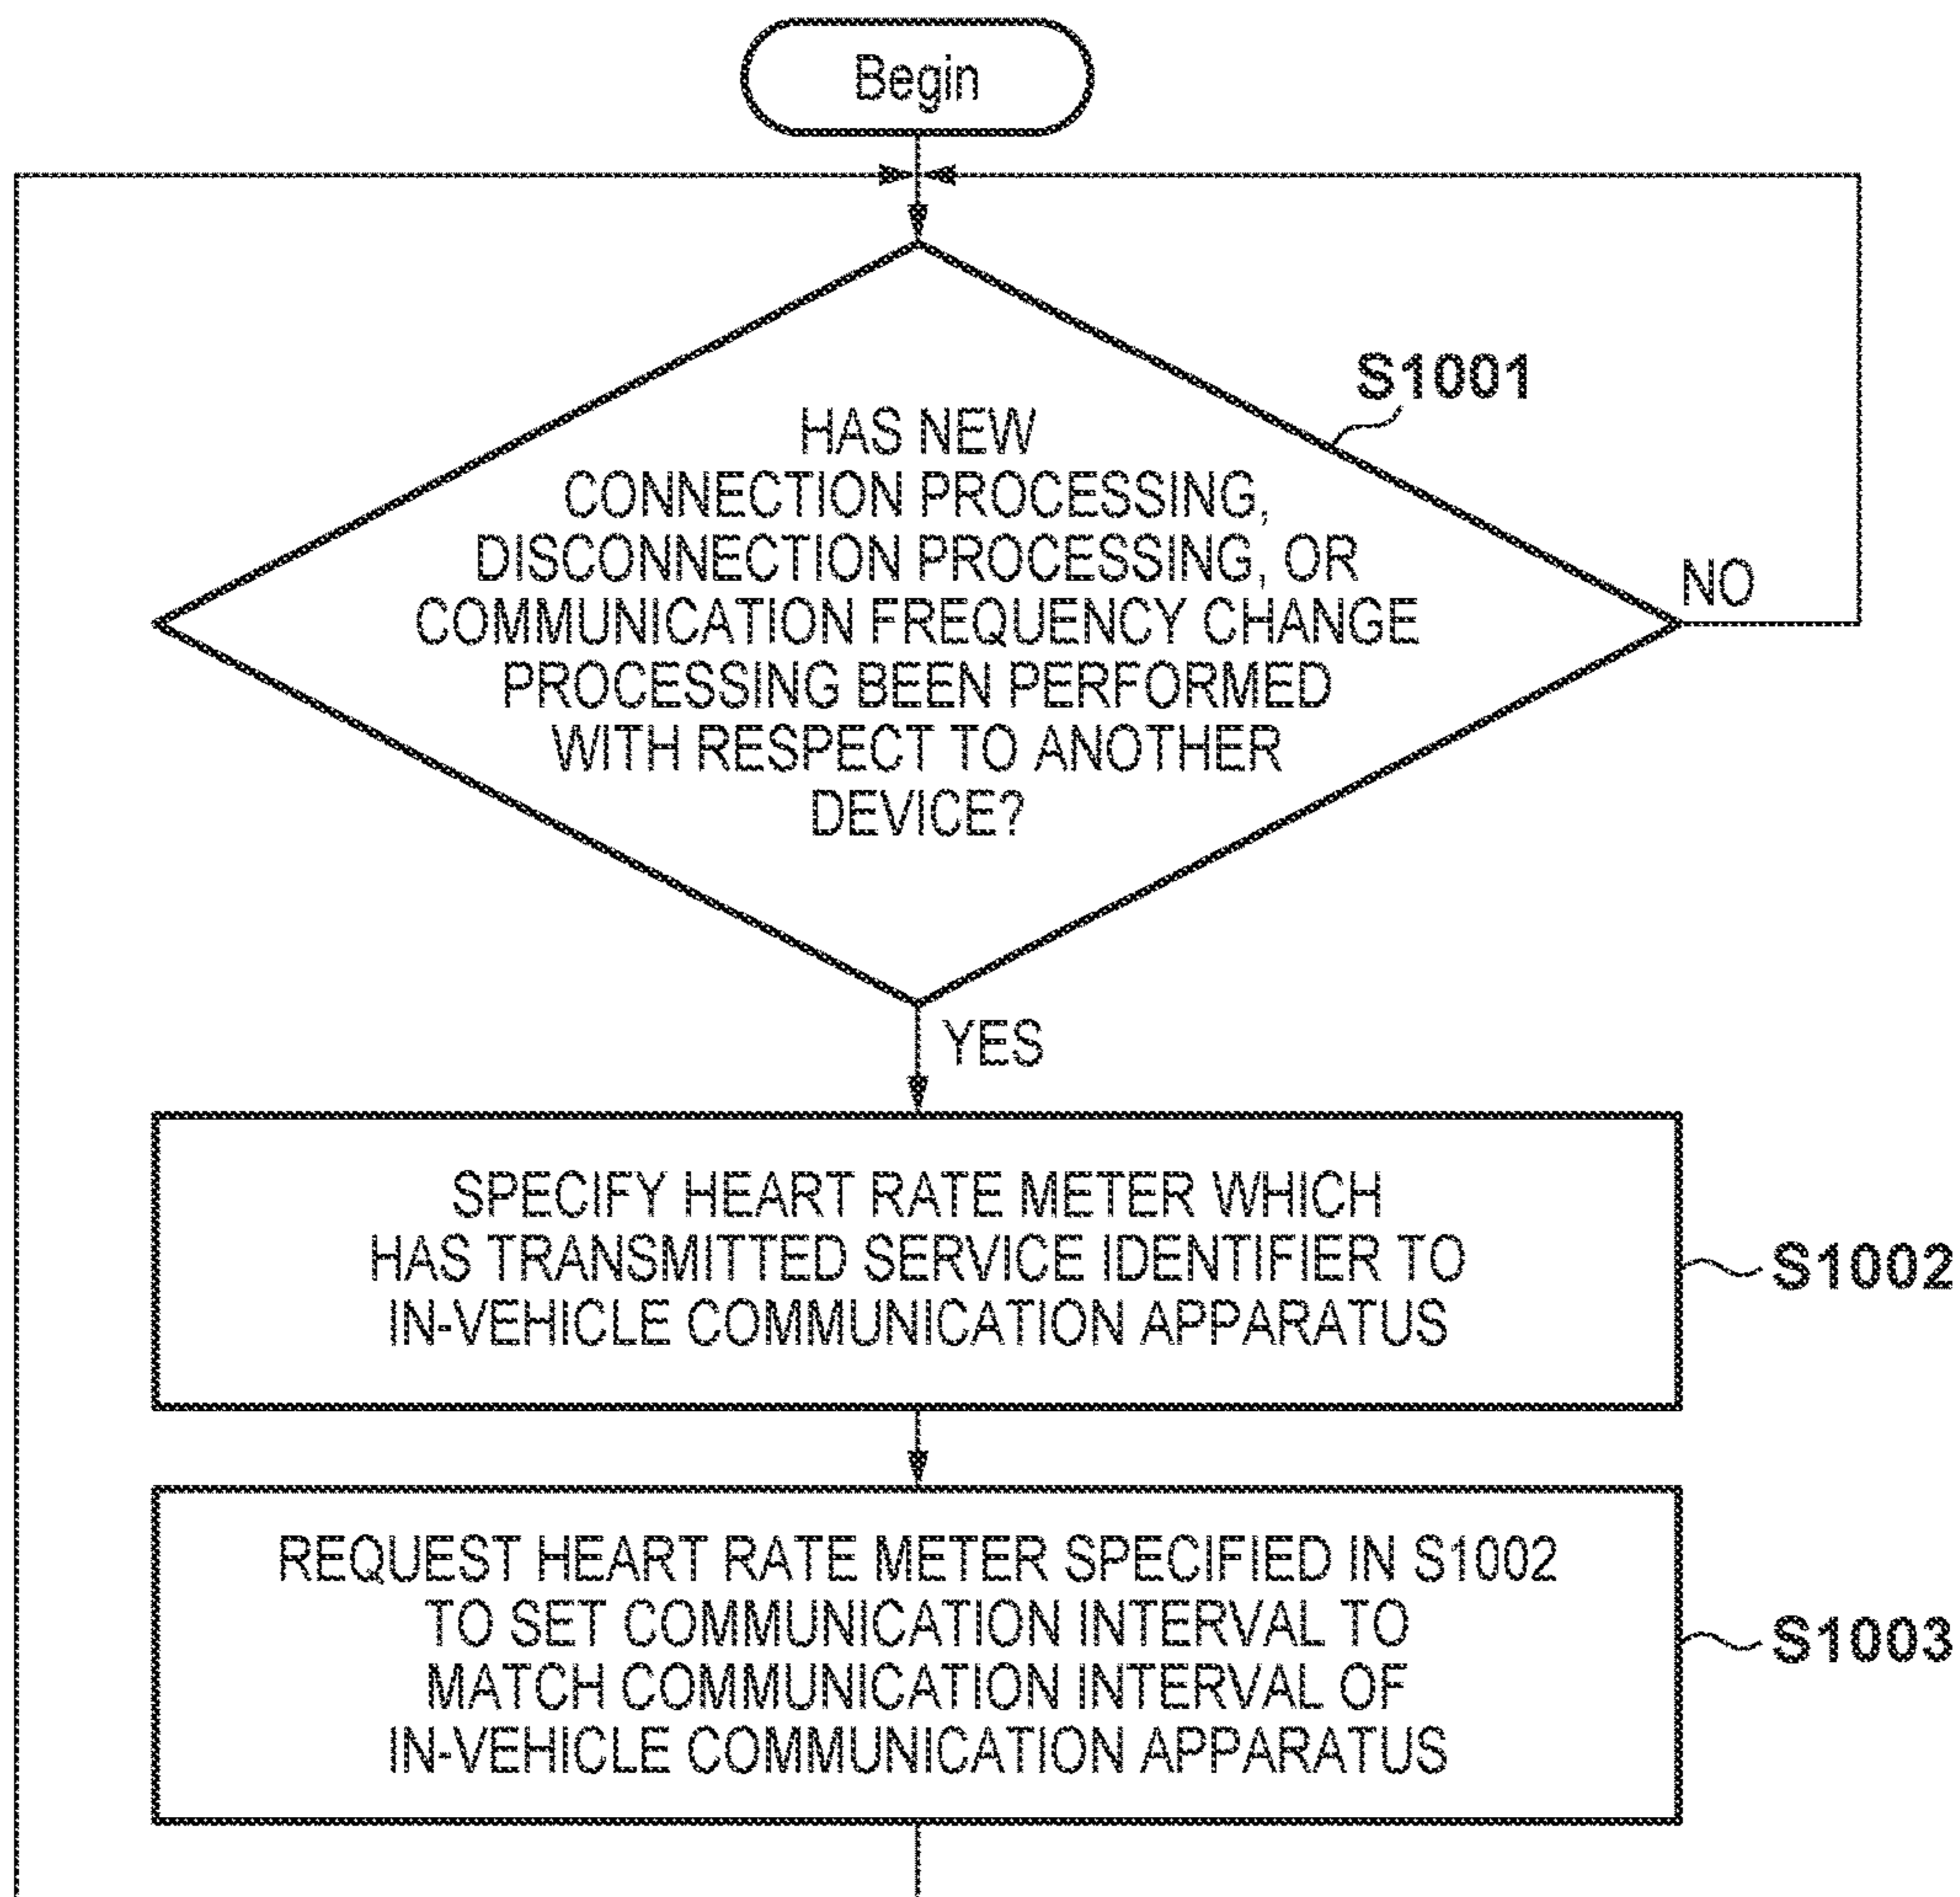 Begin
S1001
HAS NEW
CONNECTION PROCESSING,
DISCONNECTION PROCESSING, OR
COMMUNICATION FREQUENCY CHANGE
PROCESSING BEEN PERFORMED
WITH RESPECT TO ANOTHER
DEVICE?
NO
YES
SPECIFY HEART RATE METER WHICH
HAS TRANSMITTED SERVICE IDENTIFIER TO
IN-VEHICLE COMMUNICATION APPARATUS
S1002
REQUEST HEART RATE METER SPECIFIED IN S1002
TO SET COMMUNICATION INTERVAL TO
MATCH COMMUNICATION INTERVAL OF
IN-VEHICLE COMMUNICATION APPARATUS
S1003